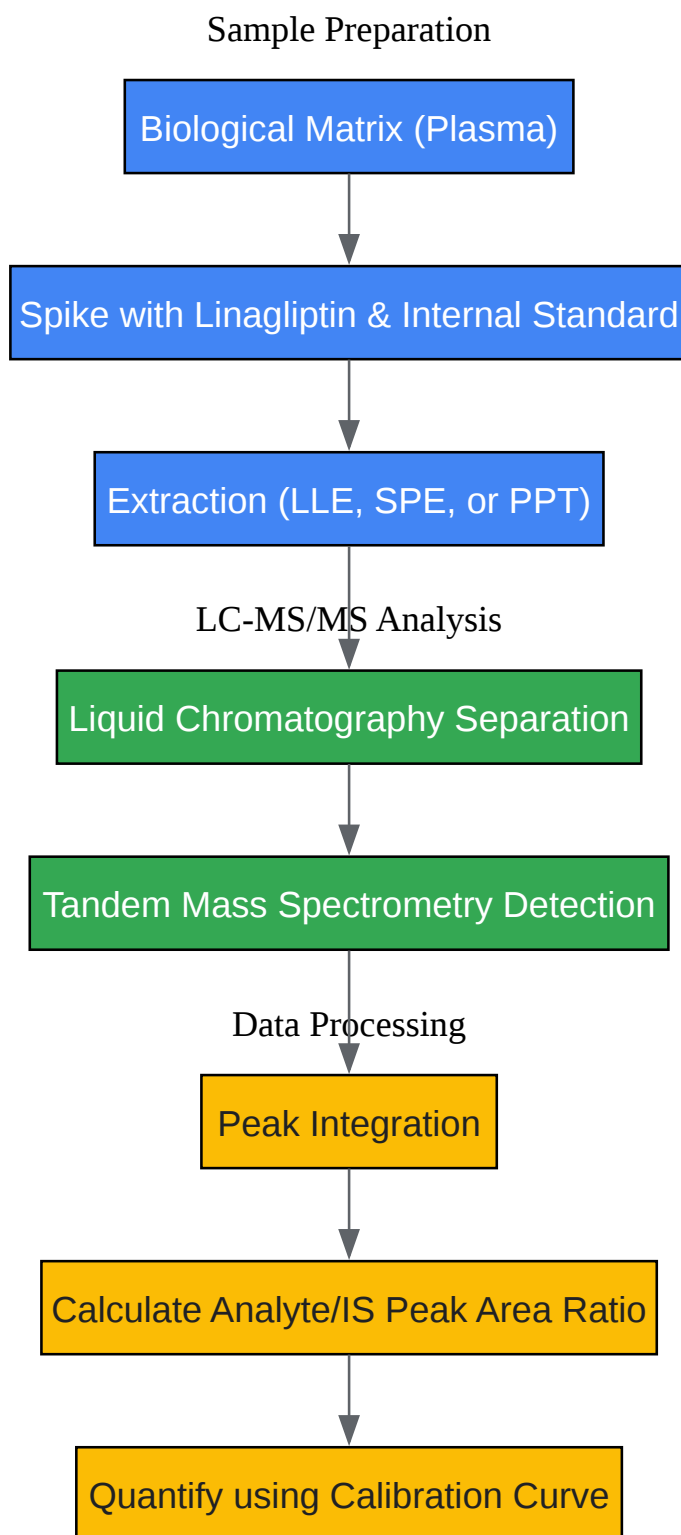 Sample Preparation
Biological Matrix (Plasma)
Spike with Linagliptin & Internal Standard
Extraction (LLE, SPE, or PPT)
LC-MS/MS Analysis
Liquid Chromatography Separation
Tandem Mass Spectrometry Detection
Data Processing
Peak Integration
Calculate Analyte/IS Peak Area Ratio
Quantify using Calibration Curve